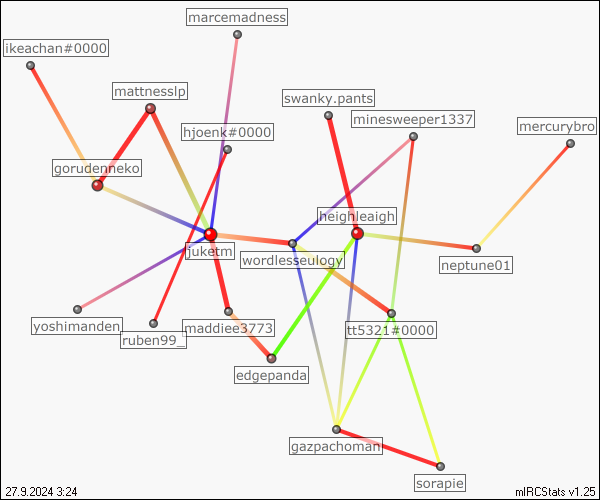 marcemadness
ikeachan#0000
mattnesslp
swanky.pants
minesweeper1337
mercurybro
hjoenk#0000
gorudenneko
heighleaigh
juketm
wordlesseulogy
neptune01
yoshimanden_
ruben99_
maddiee3773
tt5321#0000
edgepanda
gazpachoman
sorapie
27.9.2024 3:24
mIRCStats v1.25